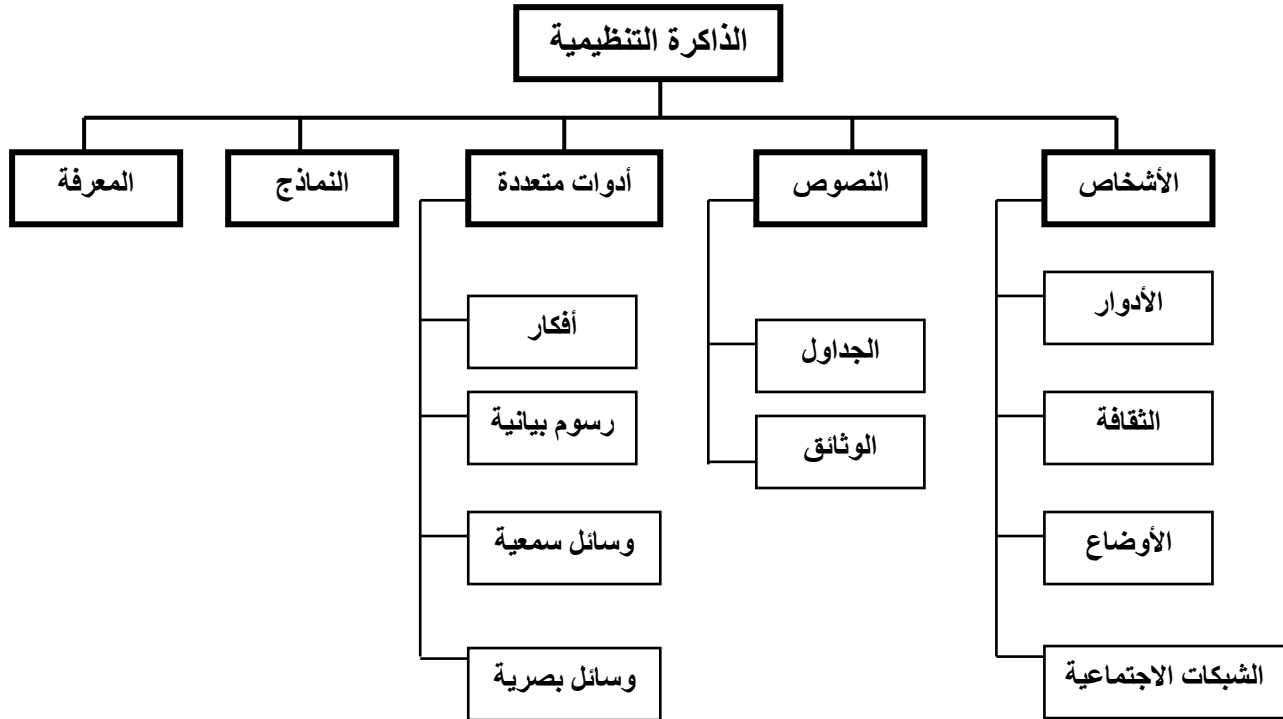 الذاكرة التنظيمية
الأشخاص
النصوص
أدوات متعددة
النماذج
المعرفة
الأدوار
الثقافة
الأوضاع
الشبكات الاجتماعية
الجداول
الوثائق
أفكار
رسوم بيانية
وسائل سمعية
وسائل بصرية